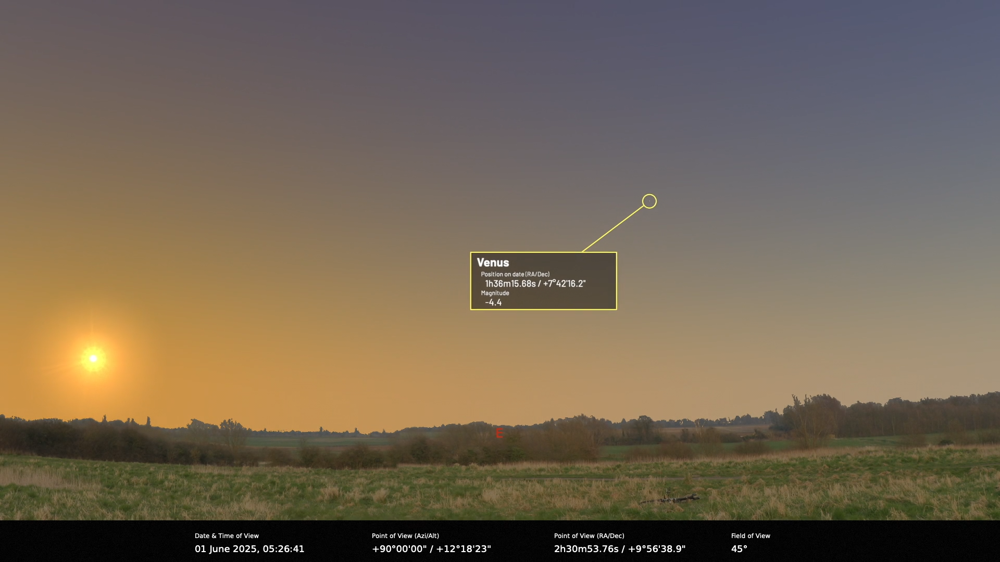 Venus
Position on date (RA/Dec)
1h36m15.68s / +7°42'16.2"
Magnitude
-4.4
E
Date & Time of View
01 June 2025, 05:26:41
Point of View (Azi/Alt)
+90°00'00" / +12°18'23"
Point of View (RA/Dec)
2h30m53.76s / +9°56'38.9"
Field of View
45°